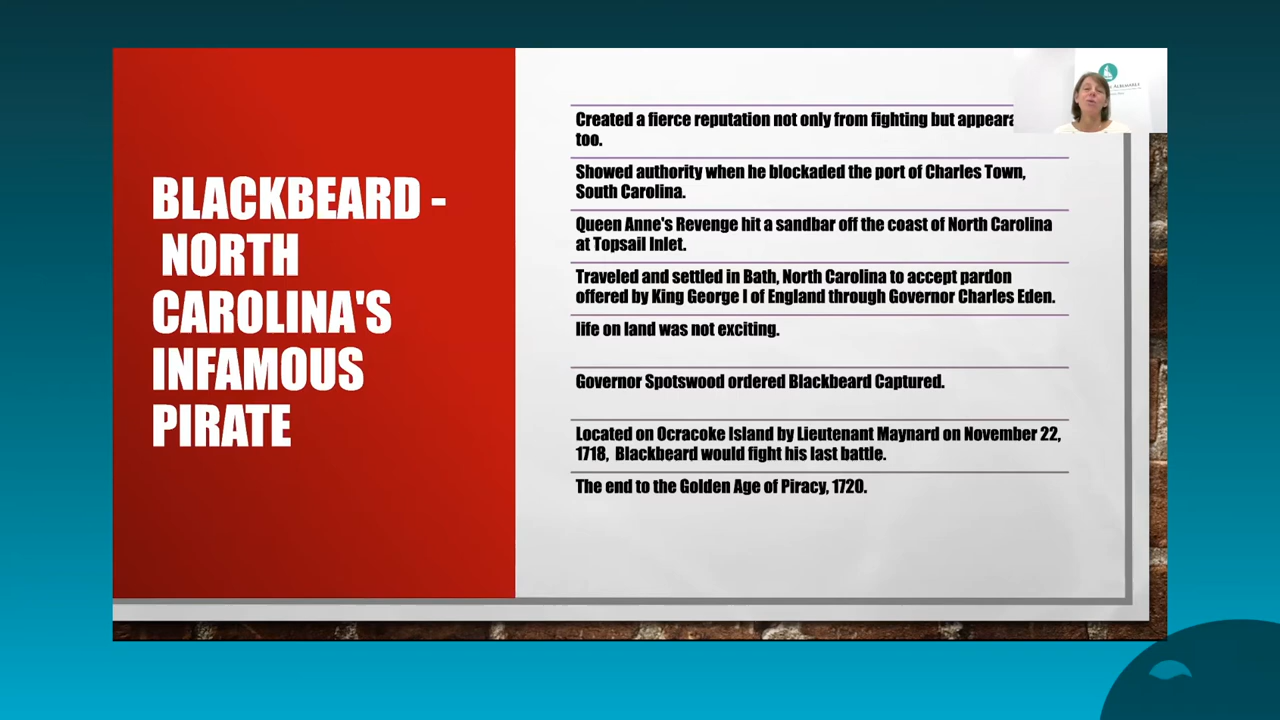 BLACKBEARD -
NORTH
CAROLINA'S
INFAMOUS
PIRATE
Created a fierce reputation not only from fighting but
too.
Showed authority when he blockaded the port of Charles Town,
South Carolina.
Queen Anne's Revenge hit a sandbar off the coast of North Carolina
at Topsail Inlet.
Traveled and settled in Bath, North Carolina to accept pardon
offered by King George I of England through Governor Charles Eden.
life on land was not exciting.
Governor Spotswood ordered Blackbeard Captured.
Located on Ocracoke Island by Lieutenant Maynard on November 22,
1718, Blackbeard would fight his last battle.
The end to the Golden Age of Piracy, 1720.